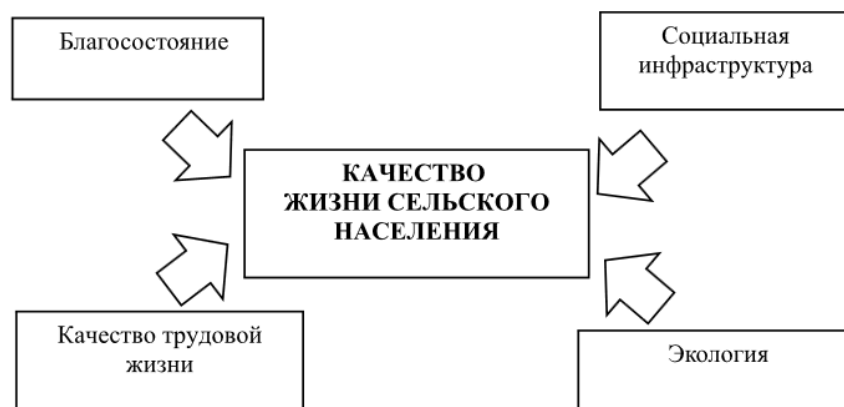 Благосостояние
Социальная
инфраструктура
КАЧЕСТВО
ЖИЗНИ СЕЛЬСКОГО
НАСЕЛЕНИЯ
Качество трудовой
жизни
Экология